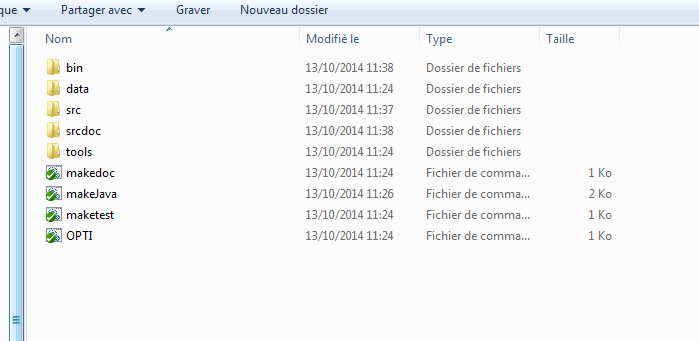 que Partager avec Graver Nouveau dossier
Nom Modifié le Type Taille
bin 13/10/2014 11:38 Dossier de fichiers
data 13/10/2014 11:24 Dossier de fichiers
src 13/10/2014 11:37 Dossier de fichiers
srcdoc 13/10/2014 11:38 Dossier de fichiers
tools 13/10/2014 11:24 Dossier de fichiers
makedoc 13/10/2014 11:24 Fichier de comma... 1 Ko
makeJava 13/10/2014 11:26 Fichier de comma... 2 Ko
maketest 13/10/2014 11:24 Fichier de comma... 1 Ko
OPTI 13/10/2014 11:24 Fichier de comma... 1 Ko